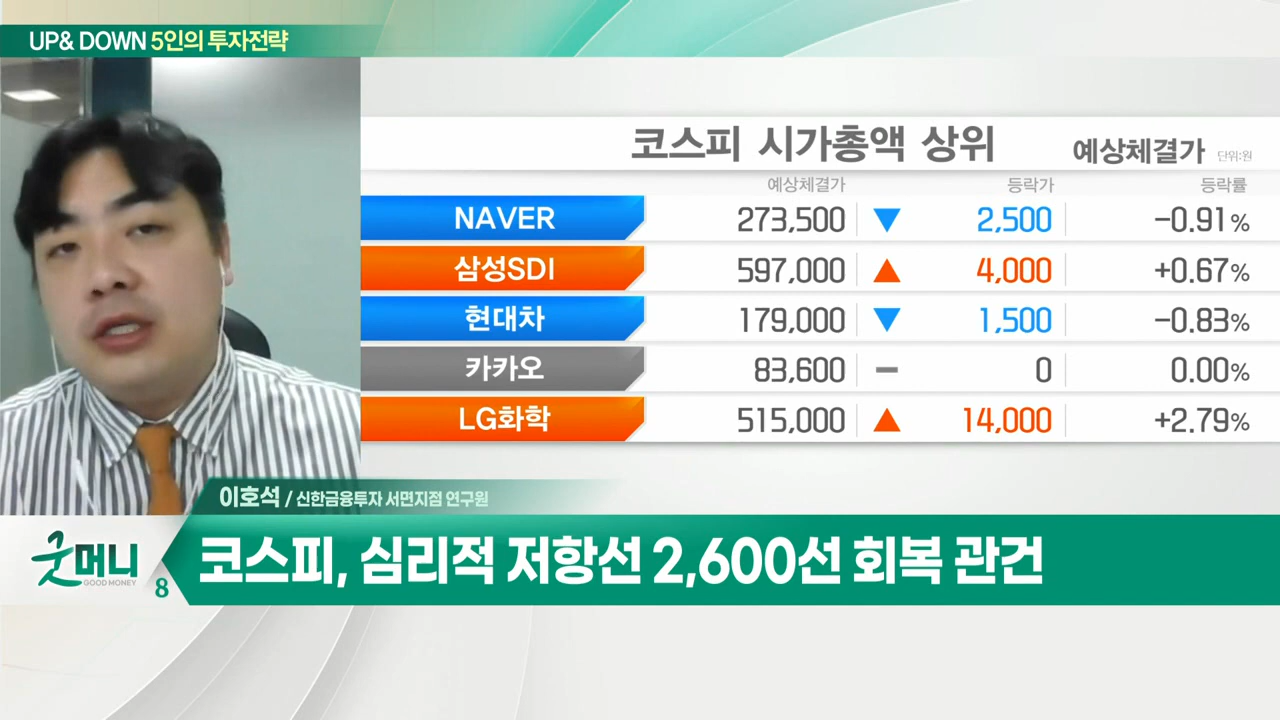 UP& DOWN 5인의 투자전략
코스피 시가총액 상위 예상체결가 단위:원
예상체결가 등락가 등락률
NAVER 273,500 ▼ 2,500 -0.91%
삼성SDI 597,000 ▲ 4,000 +0.67%
현대차 179,000 ▼ 1,500 -0.83%
카카오 83,600 - 0 0.00%
LG화학 515,000 ▲ 14,000 +2.79%
이호석 / 신한금융투자 서면지점 연구원
굿머니
GOOD MONEY
8
코스피, 심리적 저항선 2,600선 회복 관건